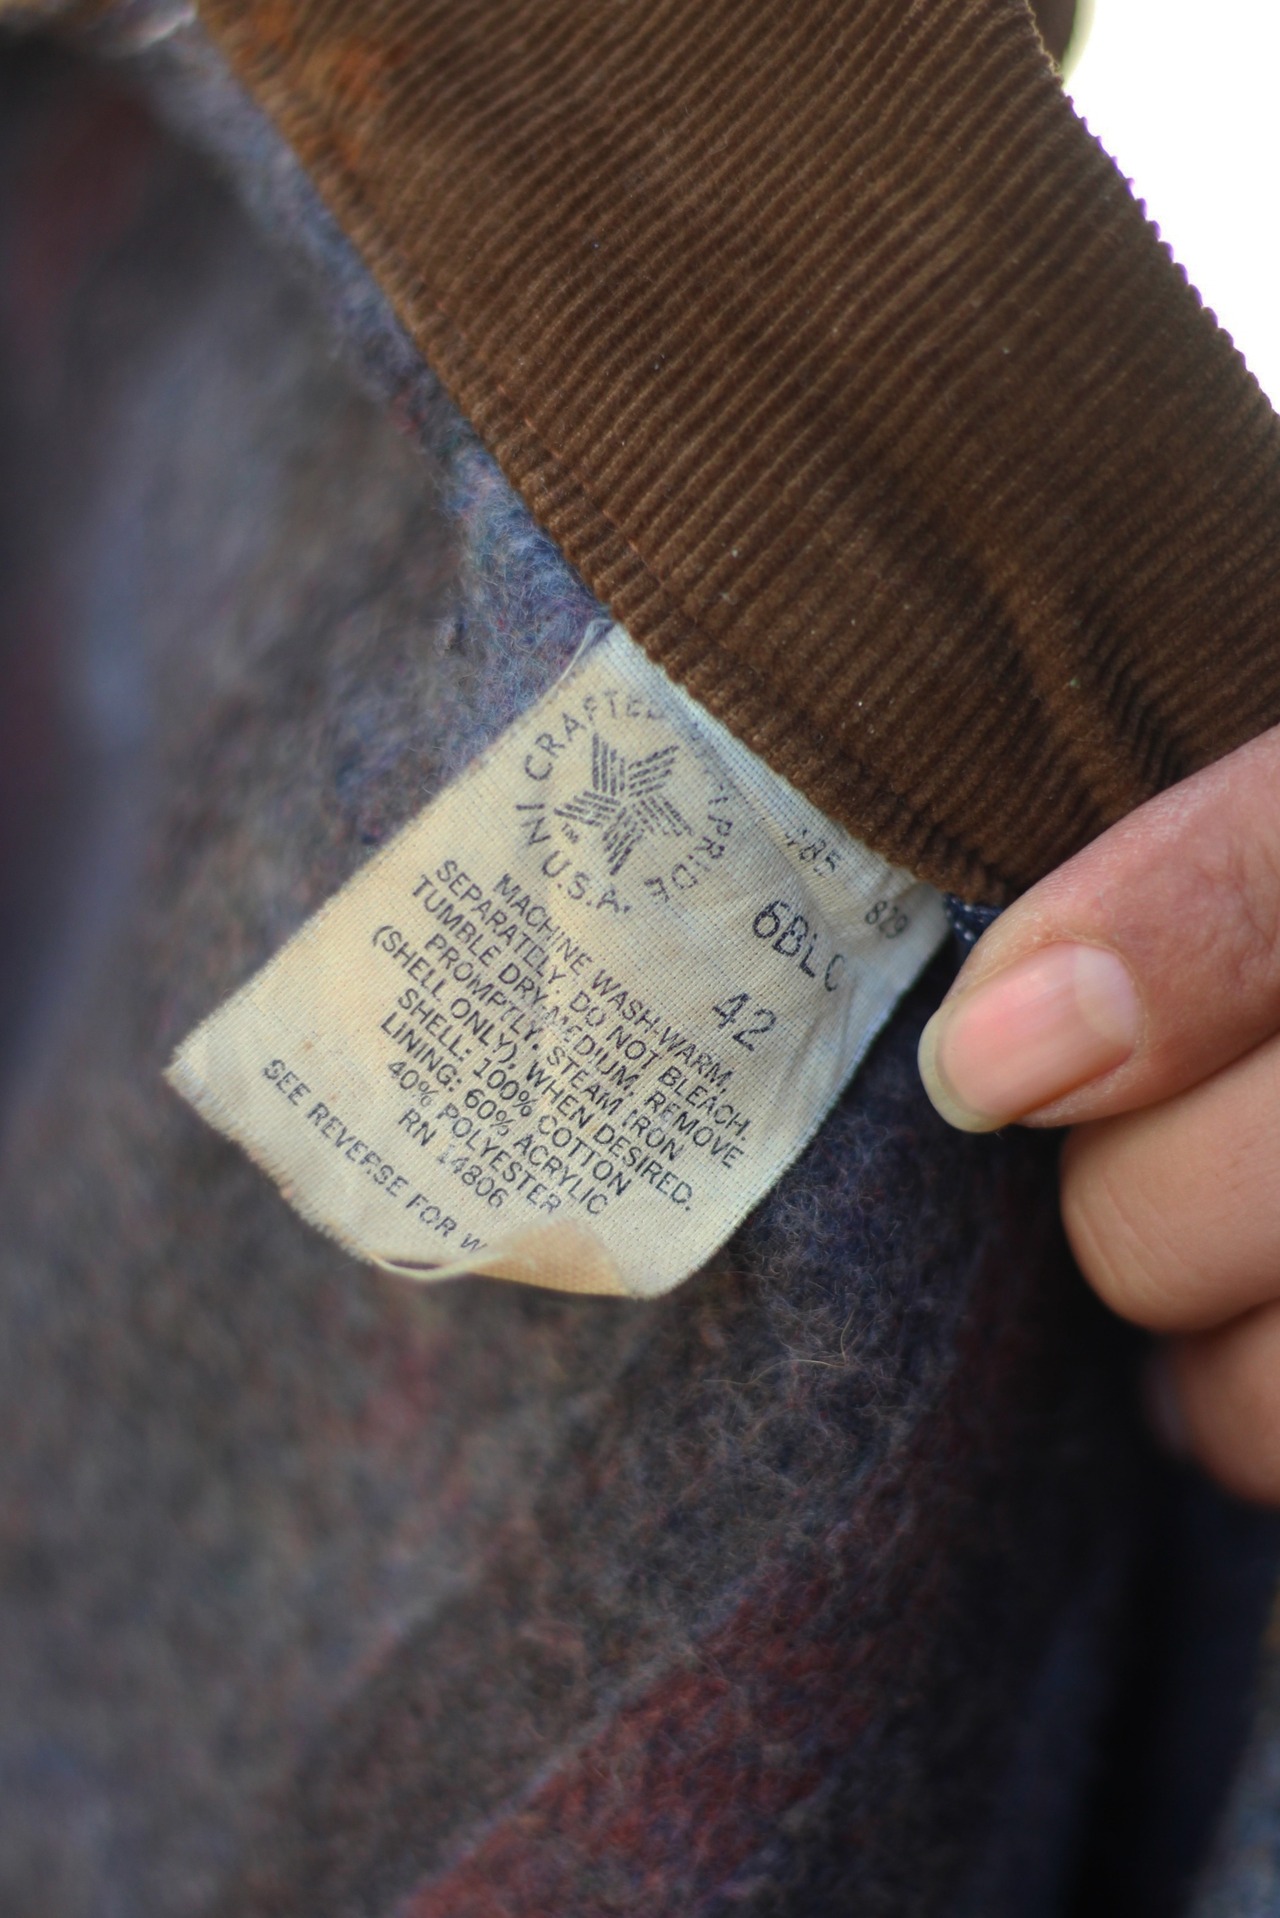 CRAFTED
PRIDE
IN U.S.A.
879
6BLC
42
MACHINE WASH-WARM,
SEPARATELY. DO NOT BLEACH.
TUMBLE DRY-MEDIUM, REMOVE
PROMPTLY. STEAM IRON
(SHELL ONLY), WHEN DESIRED.
SHELL: 100% COTTON
LINING: 60% ACRYLIC
40% POLYESTER
RN 14806
SEE REVERSE FOR